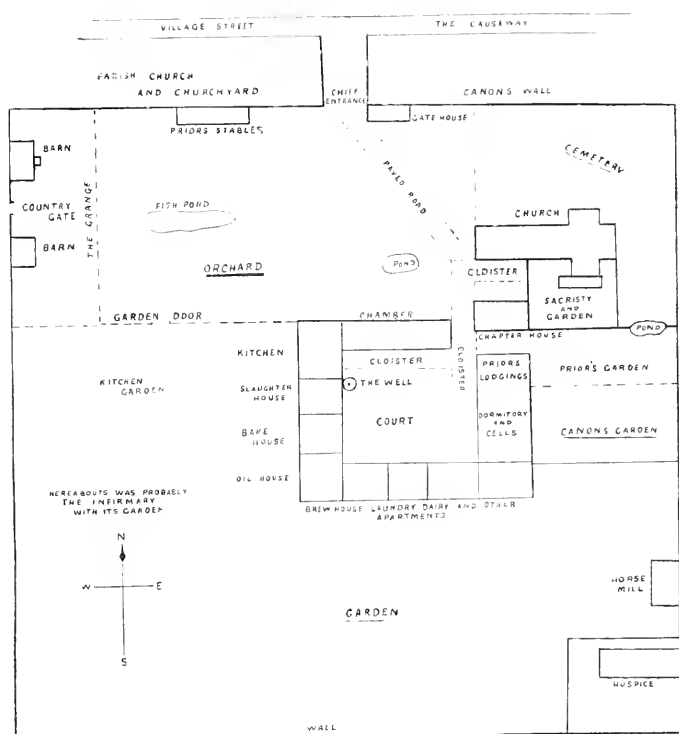 VILLAGE STREET
THE CAUSEWAY
PARISH CHURCH
AND CHURCHYARD
CHIEF
ENTRANCE
CANONS WALL
PRIORS STABLES
GATE HOUSE
BARN
CEMETERY
PAVED ROAD
COUNTRY
GATE
THE GRANGE
FISH POND
CHURCH
BARN
ORCHARD
POND
CLOISTER
SACRISTY
AND
GARDEN
GARDEN DOOR
CHAMBER
CHAPTER HOUSE
POND
KITCHEN
CLOISTER
CLOISTER
PRIORS
LODGINGS
PRIOR'S GARDEN
KITCHEN
GARDEN
SLAUGHTER
HOUSE
THE WELL
COURT
DORMITORY
AND
CELLS
CANONS GARDEN
BAKE
HOUSE
OIL HOUSE
HEREABOUTS WAS PROBABLY
THE INFIRMARY
WITH ITS GARDEN
BREWHOUSE LAUNDRY DAIRY AND OTHER
APARTMENTS
N
W
E
S
HORSE
MILL
GARDEN
HOSPICE
WALL